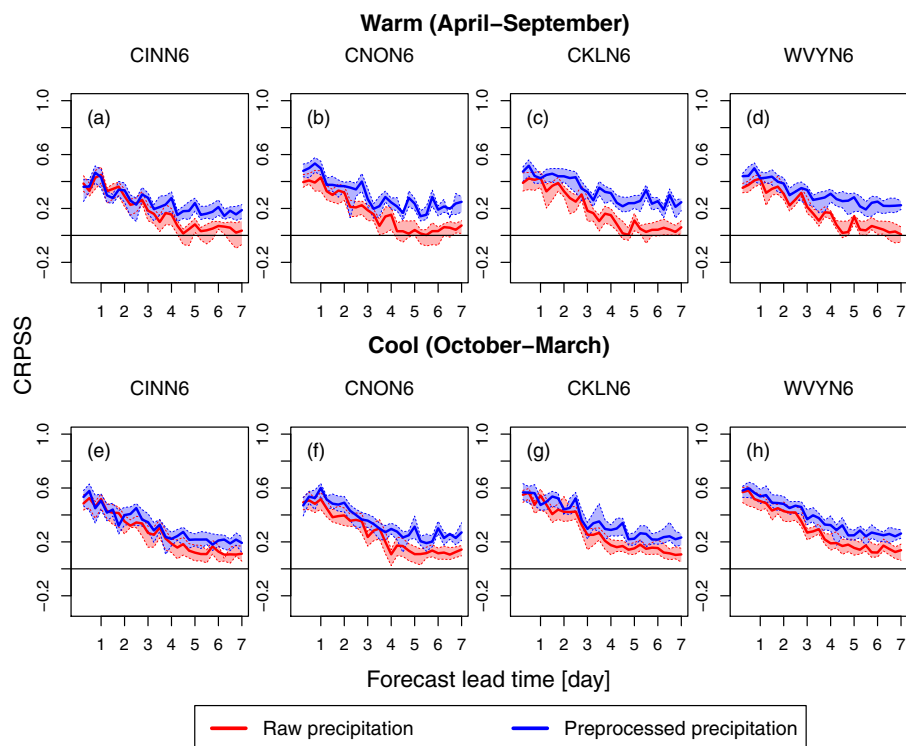 Warm (April−September)
CINN6 CNON6 CKLN6 WVYN6
(a) (b) (c) (d)
1.0 1.0 1.0 1.0
0.6 0.6 0.6 0.6
0.2 0.2 0.2 0.2
−0.2 −0.2 −0.2 −0.2
1 2 3 4 5 6 7 1 2 3 4 5 6 7 1 2 3 4 5 6 7 1 2 3 4 5 6 7
CRPSS
Cool (October−March)
CINN6 CNON6 CKLN6 WVYN6
(e) (f) (g) (h)
1.0 1.0 1.0 1.0
0.6 0.6 0.6 0.6
0.2 0.2 0.2 0.2
−0.2 −0.2 −0.2 −0.2
1 2 3 4 5 6 7 1 2 3 4 5 6 7 1 2 3 4 5 6 7 1 2 3 4 5 6 7
Forecast lead time [day]
Raw precipitation Preprocessed precipitation